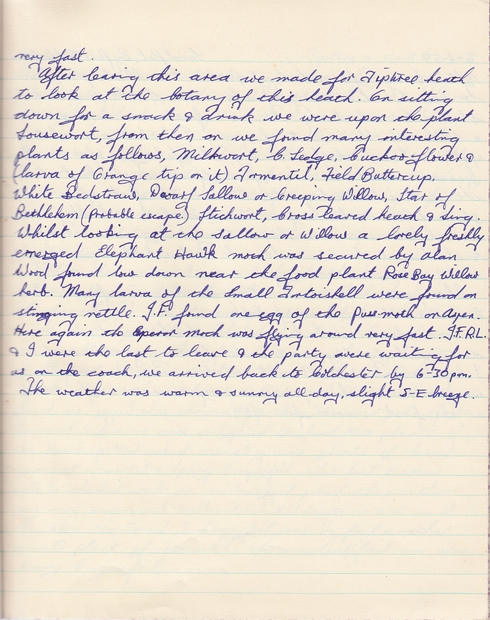 very fast.
After leaving this area we made for Tiptree heath
to look at the botany of this heath. On sitting
down for a snack & drink we were upon the plant
Lousewort, from then on we found many interesting
plants as follows, Milkwort, C. Sedge, Cuckoo flower &
(larva of Orange tip on it) Tormentil, Field Buttercup,
White Bedstraw, Dwarf Sallow or Creeping Willow, Star of
Bethlehem (Probable escape) Stichwort, Cross leaved heath & Ling.
Whilst looking at the sallow or Willow a lovely freshly
emerged Elephant Hawk moth was secured by Alan
Wood found low down near the food plant Rose Bay Willow
herb. Many larva of the Small Tortoishell were found on
stinging nettle. J.F. found one egg of the Puss-moth on Aspen.
Here again the Emperor moth was flying around very fast. J.F.R.L.
& I were the last to leave & the party were waiting for
us on the coach, we arrived back to Colchester by 6-30pm.
The weather was warm & sunny all day, slight S-E breeze.